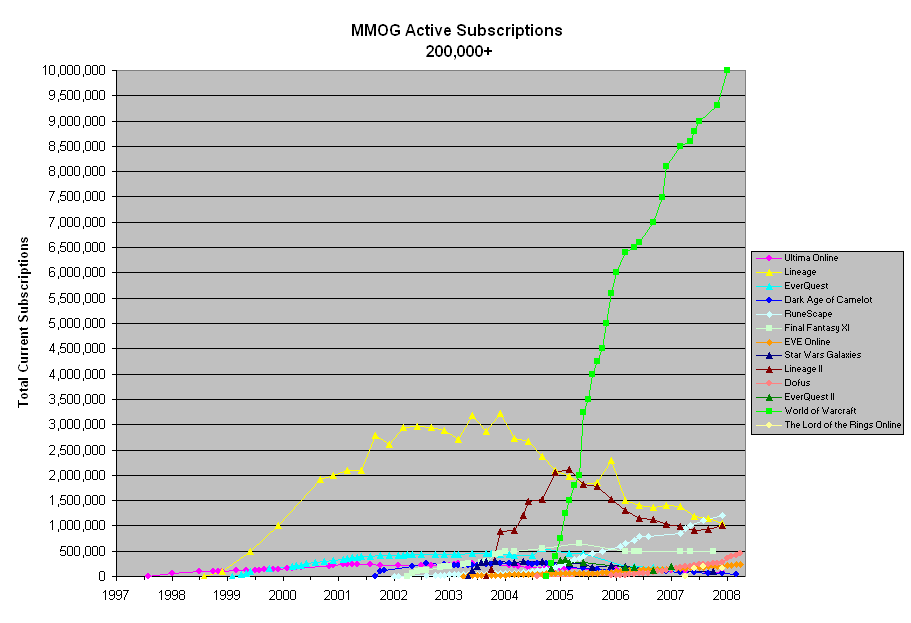 MMOG Active Subscriptions
200,000+
Total Current Subscriptions
10,000,000
9,500,000
9,000,000
8,500,000
8,000,000
7,500,000
7,000,000
6,500,000
6,000,000
5,500,000
5,000,000
4,500,000
4,000,000
3,500,000
3,000,000
2,500,000
2,000,000
1,500,000
1,000,000
500,000
0
1997 1998 1999 2000 2001 2002 2003 2004 2005 2006 2007 2008
Ultima Online
Lineage
EverQuest
Dark Age of Camelot
RuneScape
Final Fantasy XI
EVE Online
Star Wars Galaxies
Lineage II
Dofus
EverQuest II
World of Warcraft
The Lord of the Rings Online